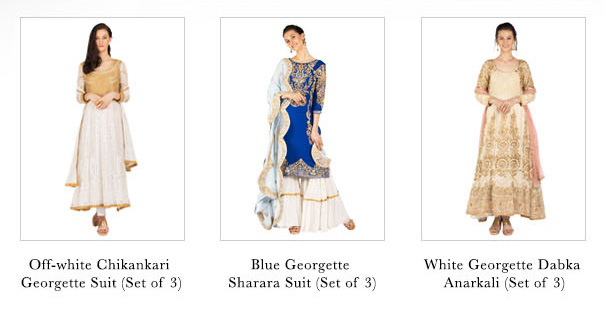 Off-white Chikankari
Georgette Suit (Set of 3)
Blue Georgette
Sharara Suit (Set of 3)
White Georgette Dabka
Anarkali (Set of 3)